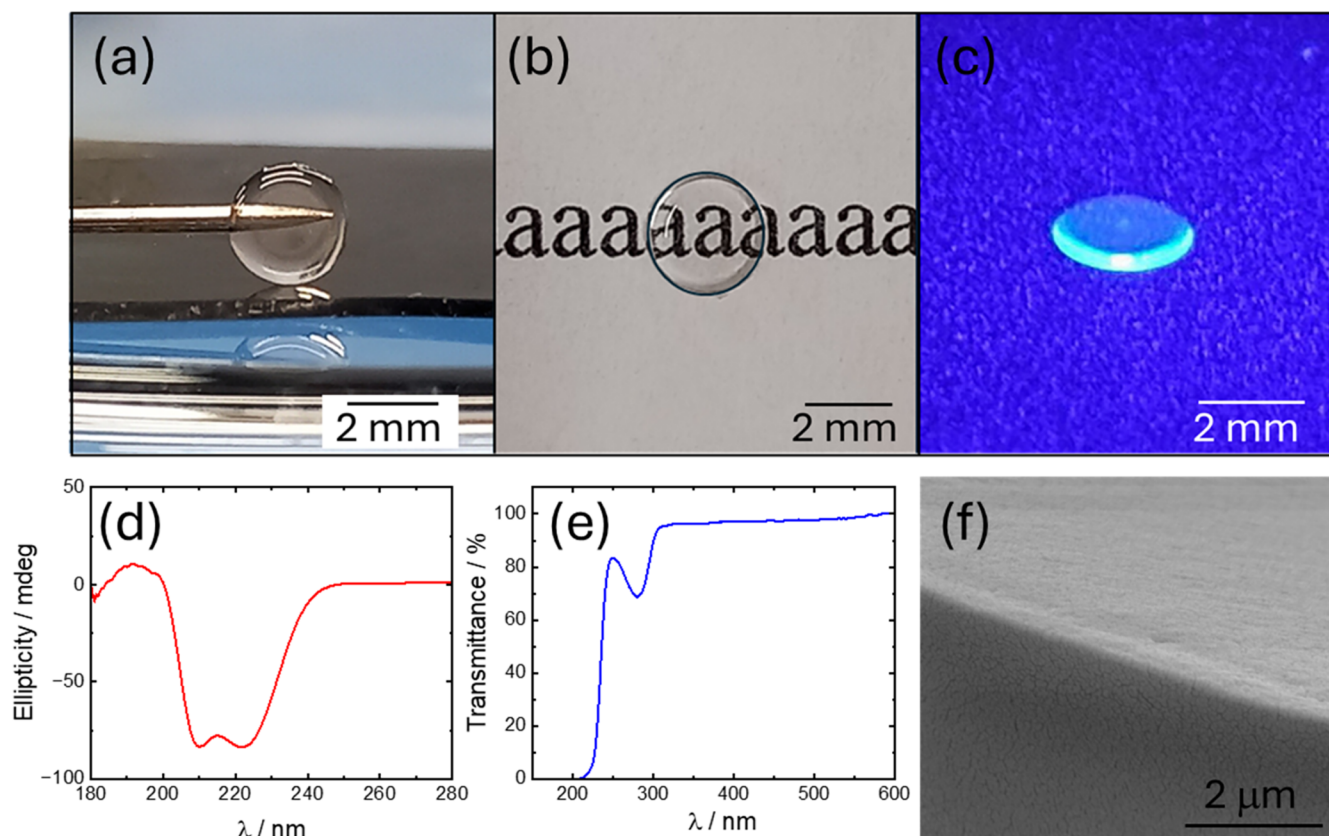 (a)
2 mm
(b)
aaaaaaaaa
2 mm
(c)
2 mm
(d)
50
0
−50
−100
Ellipticity / mdeg
180 200 220 240 260 280
λ / nm
(e)
100
80
60
40
20
0
Transmittance / %
200 300 400 500 600
λ / nm
(f)
2 μm